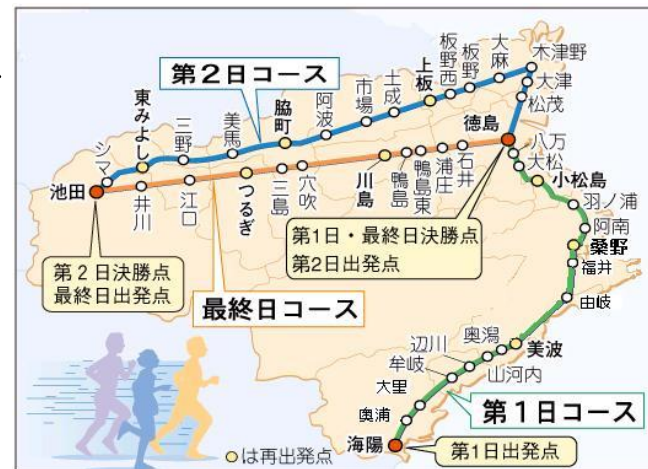 第2日コース
東みよし
シマ
三野
美馬
脇町
阿波
市場
土成
上板
板野西
板野
大麻
木津野
大津
松茂
徳島
池田
井川
江口
つるぎ
三島
穴吹
川島
鴨島
鴨島東
浦庄
石井
八万
大松
小松島
羽ノ浦
阿南
桑野
福井
由岐
第2日決勝点
最終日出発点
第1日・最終日決勝点
第2日出発点
最終日コース
美波
山河内
奥潟
辺川
牟岐
大里
奥浦
海陽
第1日コース
第1日出発点
は再出発点